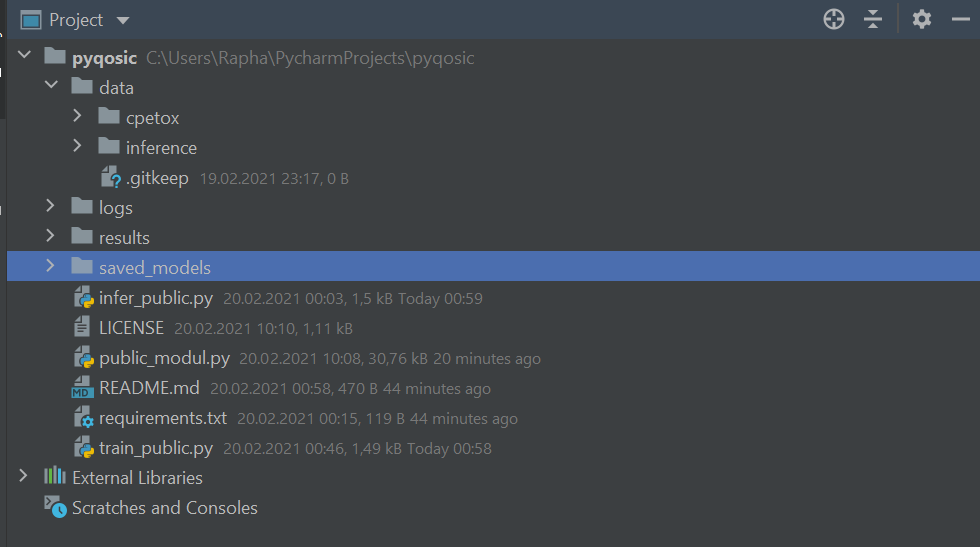 Project
pyqosic C:\Users\Rapha\PycharmProjects\pyqosic
data
cpetox
inference
.gitkeep 19.02.2021 23:17, 0 B
logs
results
saved_models
infer_public.py 20.02.2021 00:03, 1,5 kB Today 00:59
LICENSE 20.02.2021 10:10, 1,11 kB
public_modul.py 20.02.2021 10:08, 30,76 kB 20 minutes ago
MD README.md 20.02.2021 00:58, 470 B 44 minutes ago
requirements.txt 20.02.2021 00:15, 119 B 44 minutes ago
train_public.py 20.02.2021 00:46, 1,49 kB Today 00:58
External Libraries
Scratches and Consoles